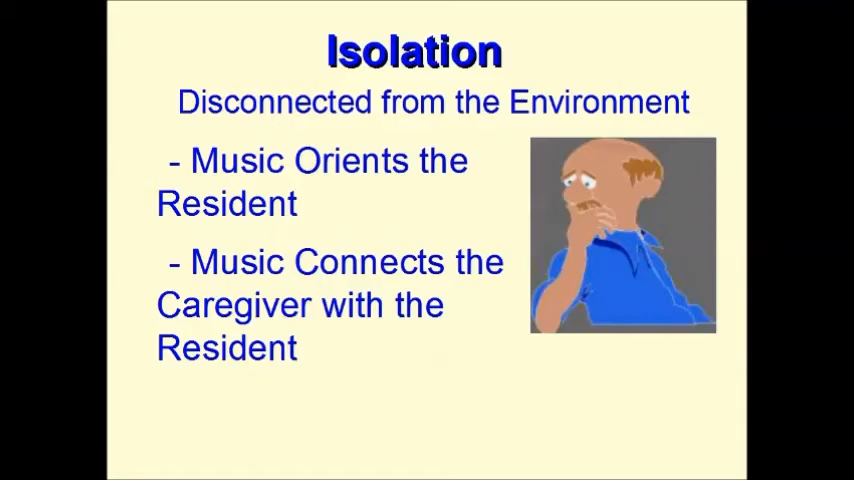 Isolation
Disconnected from the Environment
- Music Orients the
Resident
- Music Connects the
Caregiver with the
Resident